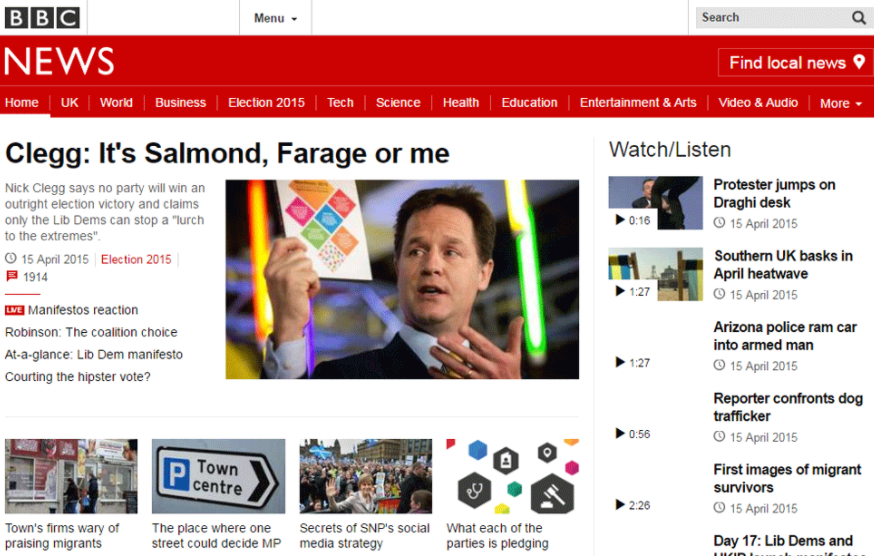 BBC
Menu
Search
NEWS
Find local news
Home
UK
World
Business
Election 2015
Tech
Science
Health
Education
Entertainment & Arts
Video & Audio
More
Clegg: It's Salmond, Farage or me
Nick Clegg says no party will win an
outright election victory and claims
only the Lib Dems can stop a "lurch
to the extremes".
15 April 2015
Election 2015
1914
LIVE Manifestos reaction
Robinson: The coalition choice
At-a-glance: Lib Dem manifesto
Courting the hipster vote?
P Town
centre
Town's firms wary of
praising migrants
The place where one
street could decide MP
Secrets of SNP's social
media strategy
What each of the
parties is pledging
Watch/Listen
0:16
Protester jumps on
Draghi desk
15 April 2015
1:27
Southern UK basks in
April heatwave
15 April 2015
1:27
Arizona police ram car
into armed man
15 April 2015
0:56
Reporter confronts dog
trafficker
15 April 2015
2:26
First images of migrant
survivors
15 April 2015
Day 17: Lib Dems and
UKIP launch manifestos